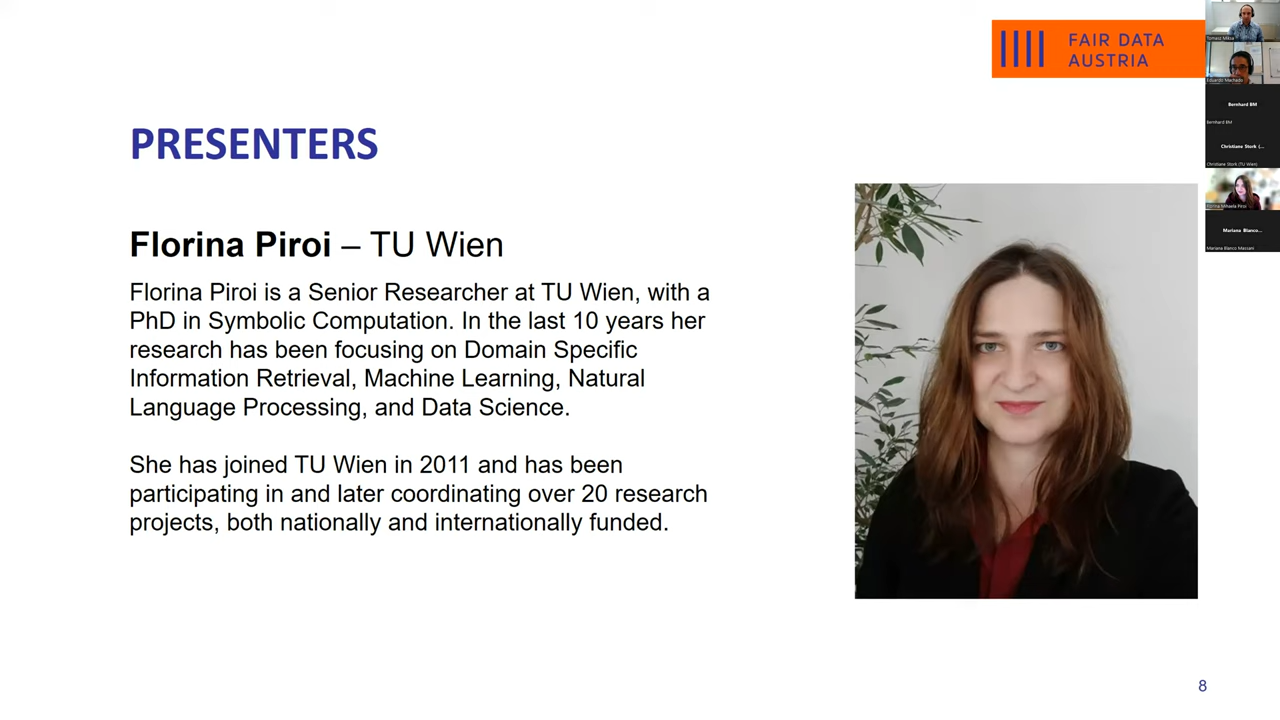 FAIR DATA
AUSTRIA
PRESENTERS
Florina Piroi – TU Wien
Florina Piroi is a Senior Researcher at TU Wien, with a
PhD in Symbolic Computation. In the last 10 years her
research has been focusing on Domain Specific
Information Retrieval, Machine Learning, Natural
Language Processing, and Data Science.
She has joined TU Wien in 2011 and has been
participating in and later coordinating over 20 research
projects, both nationally and internationally funded.
8
Tomasz Miksa
Eduardo Machado
Bernhard BM
Bernhard BM
Christiane Stork (...
Christiane Stork (TU Wien)
Florina Mihaela Piroi
Mariana Blanco...
Mariana Blanco Massani